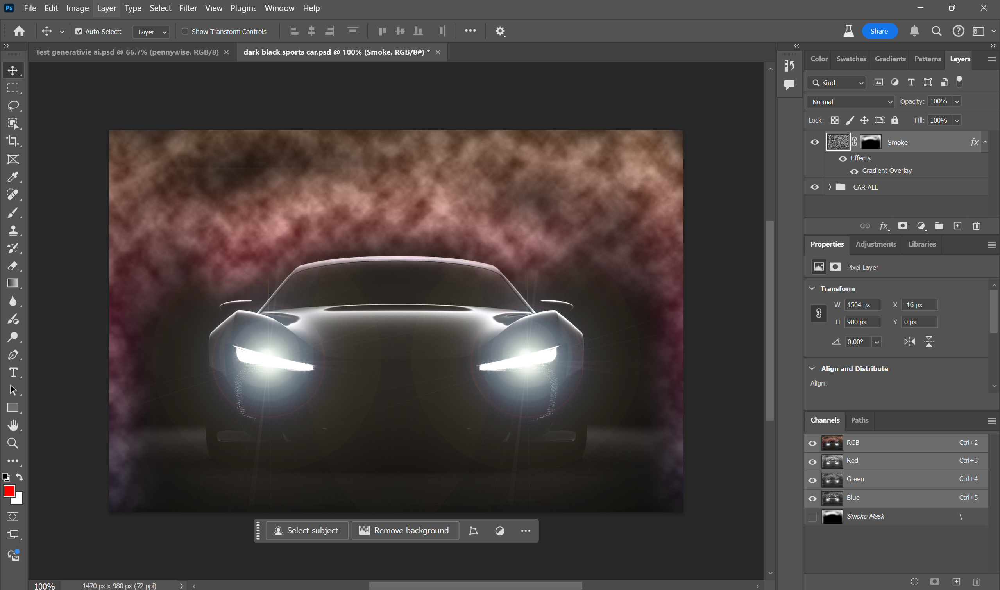 Ps File Edit Image Layer Type Select Filter View Plugins Window Help
Auto-Select: Layer Show Transform Controls Share
Test generativie ai.psd @ 66.7% (pennywise, RGB/8) dark black sports car.psd @ 100% (Smoke, RGB/8#) *
Color Swatches Gradients Patterns Layers
Kind
Normal Opacity: 100%
Lock: Fill: 100%
Smoke fx
Effects
Gradient Overlay
CAR ALL
fx
Properties Adjustments Libraries
Pixel Layer
Transform
W 1504 px X -16 px
H 980 px Y 0 px
0.00°
Align and Distribute
Align:
Channels Paths
RGB Ctrl+2
Red Ctrl+3
Green Ctrl+4
Blue Ctrl+5
Smoke Mask \
Select subject Remove background
100% 1470 px x 980 px (72 ppi)